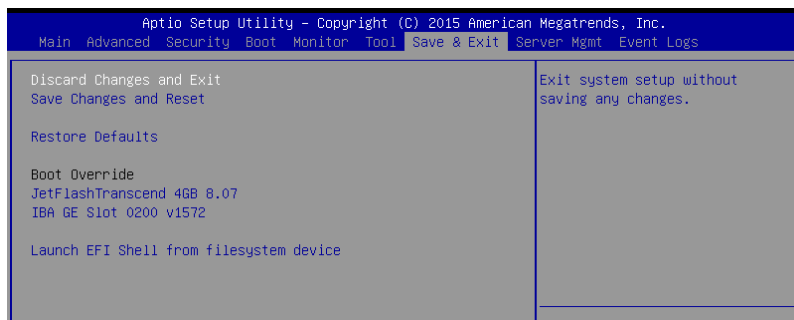 Aptio Setup Utility – Copyright (C) 2015 American Megatrends, Inc.
Main Advanced Security Boot Monitor Tool Save & Exit Server Mgmt Event Logs
Discard Changes and Exit
Save Changes and Reset
Restore Defaults
Boot Override
JetFlashTranscend 4GB 8.07
IBA GE Slot 0200 v1572
Launch EFI Shell from filesystem device
Exit system setup without
saving any changes.